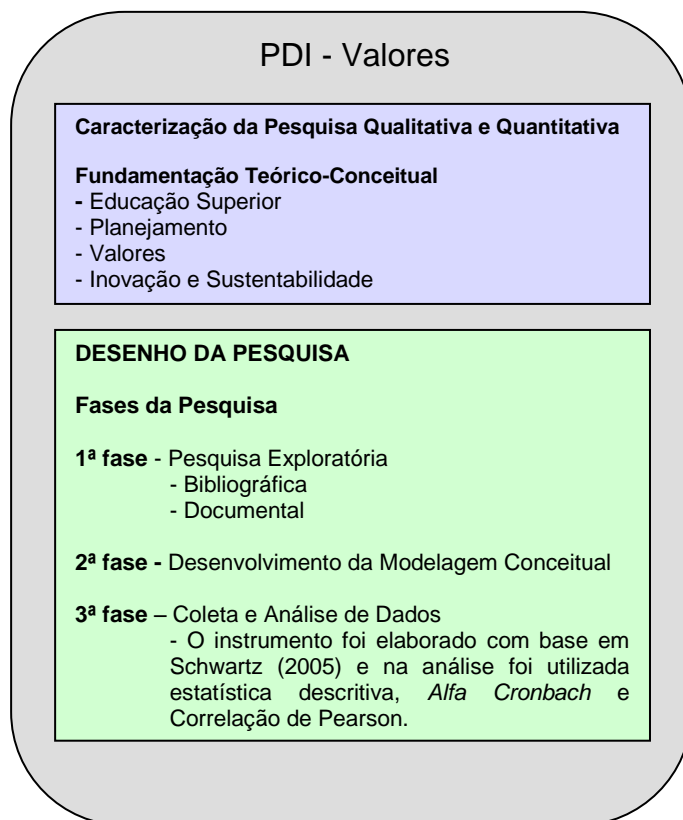 PDI - Valores
Caracterização da Pesquisa Qualitativa e Quantitativa
Fundamentação Teórico-Conceitual
- Educação Superior
- Planejamento
- Valores
- Inovação e Sustentabilidade
DESENHO DA PESQUISA
Fases da Pesquisa
1ª fase - Pesquisa Exploratória
- Bibliográfica
- Documental
2ª fase - Desenvolvimento da Modelagem Conceitual
3ª fase – Coleta e Análise de Dados
- O instrumento foi elaborado com base em
Schwartz (2005) e na análise foi utilizada
estatística descritiva, Alfa Cronbach e
Correlação de Pearson.